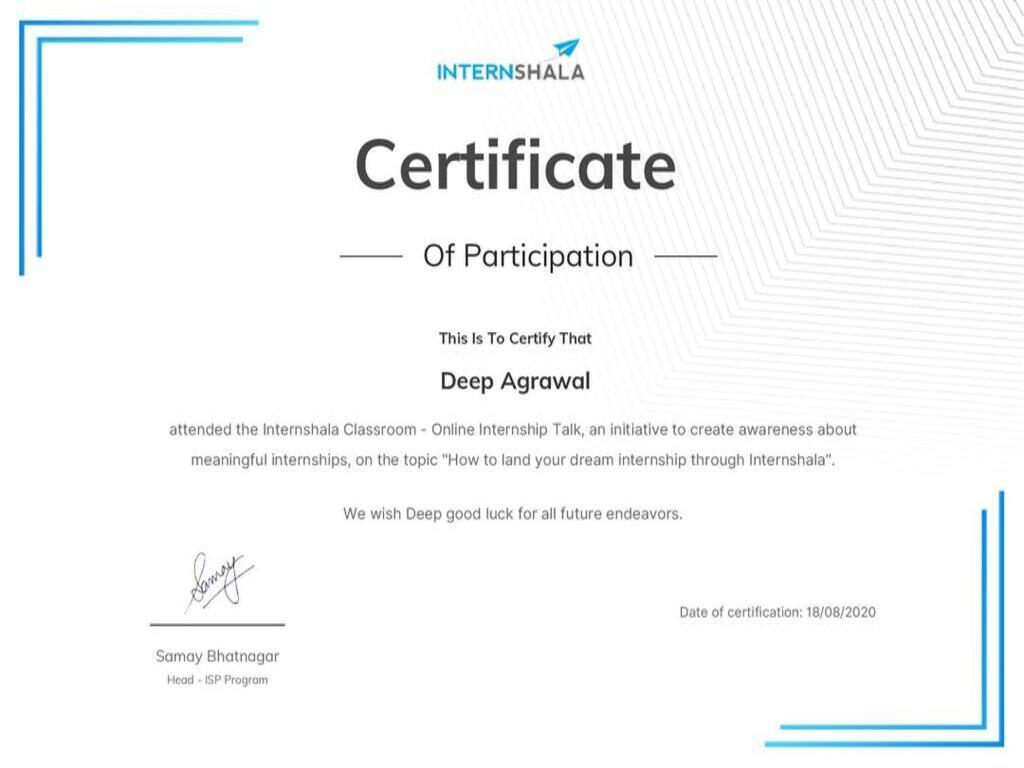 INTERNSHALA
Certificate
Of Participation
This Is To Certify That
Deep Agrawal
attended the Internshala Classroom - Online Internship Talk, an initiative to create awareness about
meaningful internships, on the topic "How to land your dream internship through Internshala".
We wish Deep good luck for all future endeavors.
Samay
Date of certification: 18/08/2020
Samay Bhatnagar
Head - ISP Program